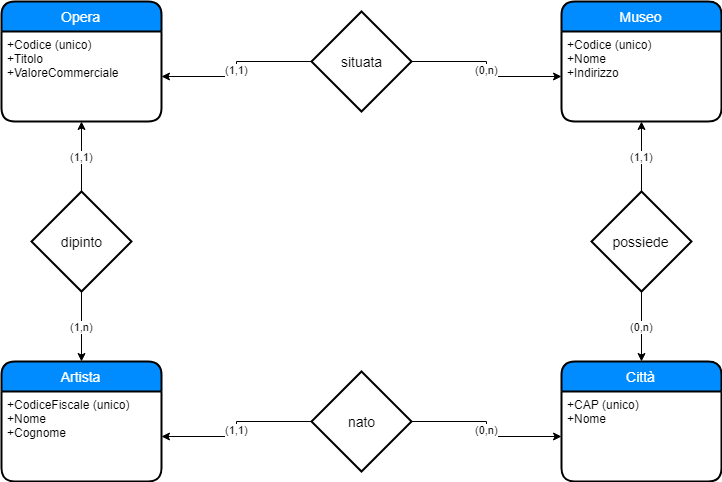 Opera
+Codice (unico)
+Titolo
+ValoreCommerciale
situata
(1,1)
(0,n)
Museo
+Codice (unico)
+Nome
+Indirizzo
(1,1)
(1,1)
dipinto
possiede
(1,n)
(0,n)
Artista
+CodiceFiscale (unico)
+Nome
+Cognome
nato
(1,1)
(0,n)
Città
+CAP (unico)
+Nome